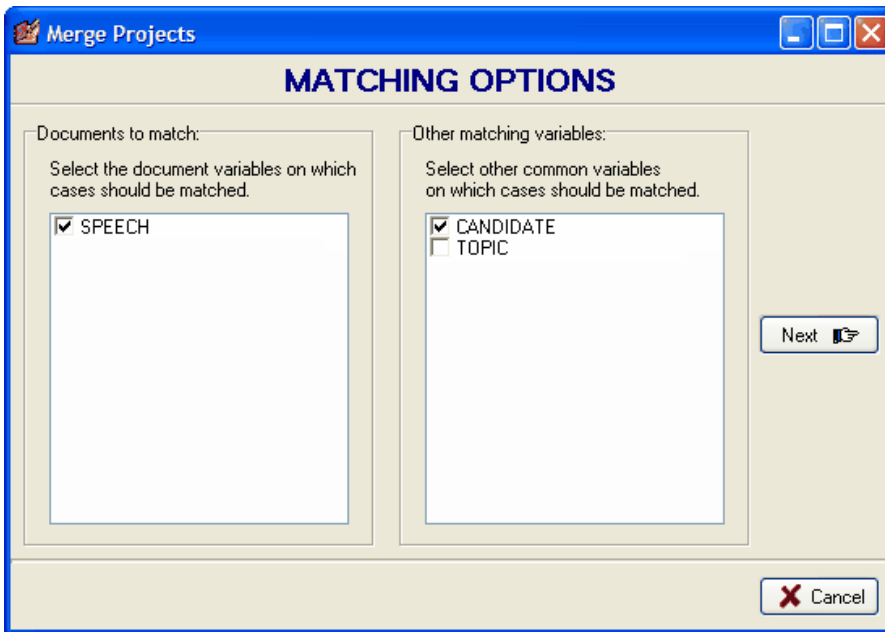 Merge Projects
MATCHING OPTIONS
Documents to match:
Select the document variables on which
cases should be matched.
SPEECH
Other matching variables:
Select other common variables
on which cases should be matched.
CANDIDATE
TOPIC
Next
Cancel